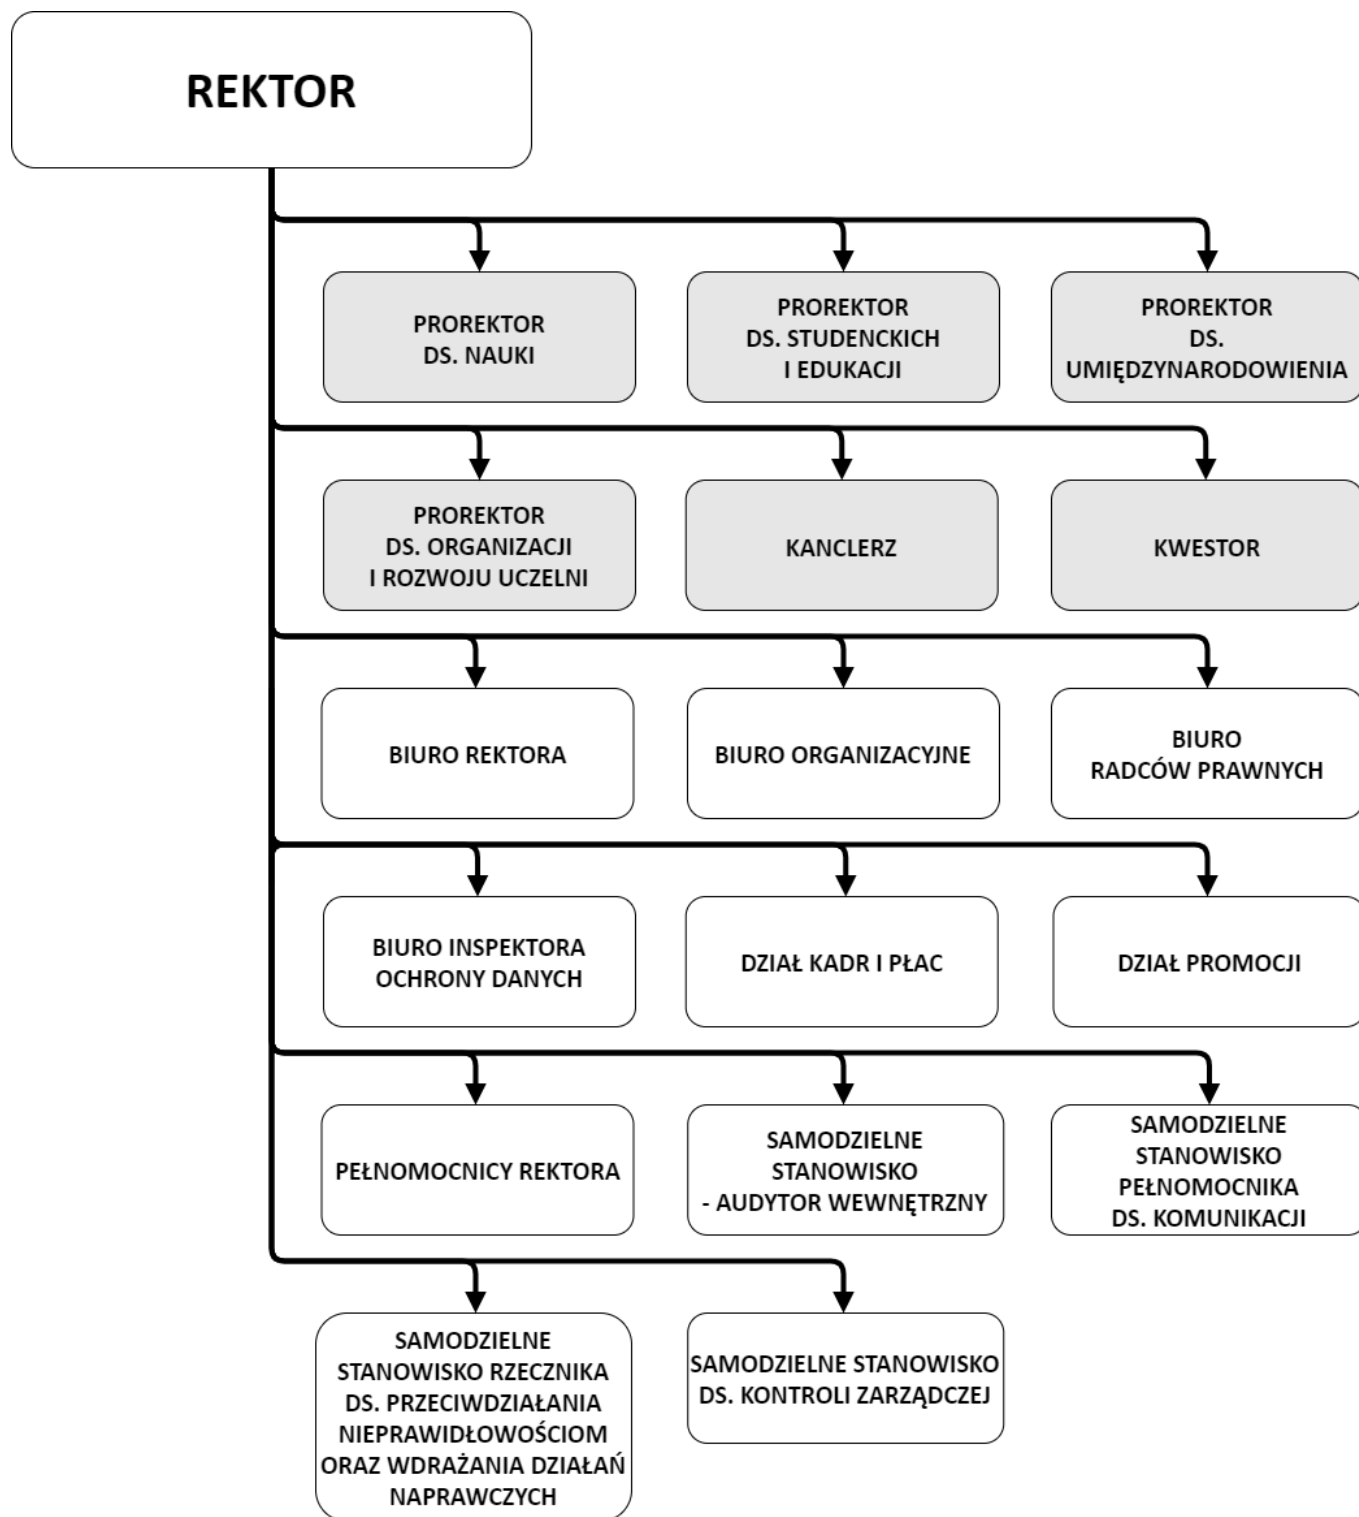 REKTOR
PROREKTOR
DS. NAUKI
PROREKTOR
DS. STUDENCKICH
I EDUKACJI
PROREKTOR
DS.
UMIĘDZYNARODOWIENIA
PROREKTOR
DS. ORGANIZACJI
I ROZWOJU UCZELNI
KANCLERZ
KWESTOR
BIURO REKTORA
BIURO ORGANIZACYJNE
BIURO
RADCÓW PRAWNYCH
BIURO INSPEKTORA
OCHRONY DANYCH
DZIAŁ KADR I PŁAC
DZIAŁ PROMOCJI
PEŁNOMOCNICY REKTORA
SAMODZIELNE
STANOWISKO
- AUDYTOR WEWNĘTRZNY
SAMODZIELNE
STANOWISKO
PEŁNOMOCNIKA
DS. KOMUNIKACJI
SAMODZIELNE
STANOWISKO RZECZNIKA
DS. PRZECIWDZIAŁANIA
NIEPRAWIDŁOWOŚCIOM
ORAZ WDRAŻANIA DZIAŁAŃ
NAPRAWCZYCH
SAMODZIELNE STANOWISKO
DS. KONTROLI ZARZĄDCZEJ